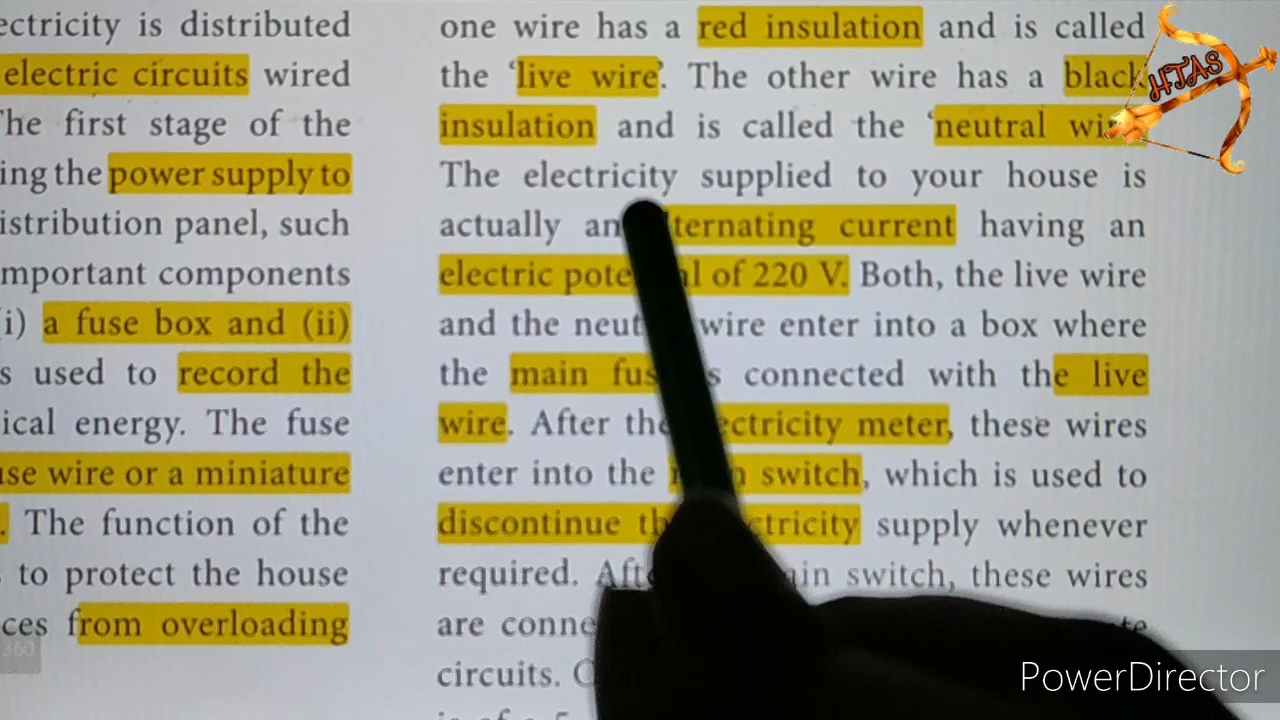 ectricity is distributed
electric circuits wired
The first stage of the
ing the power supply to
istribution panel, such
mportant components
(i) a fuse box and (ii)
s used to record the
ical energy. The fuse
use wire or a miniature
. The function of the
to protect the house
ces from overloading
360
one wire has a red insulation and is called
the ‘live wire’. The other wire has a black
insulation and is called the ‘neutral
The electricity supplied to your house is
actually an ternating current having an
electric pote l of 220 V. Both, the live wire
and the neut wire enter into a box where
the main fus s connected with the live
wire. After the ectricity meter, these wires
enter into the switch, which is used to
discontinue th ctricity supply whenever
required. Afte in switch, these wires
are conne
circuits.
HTAS
PowerDirector